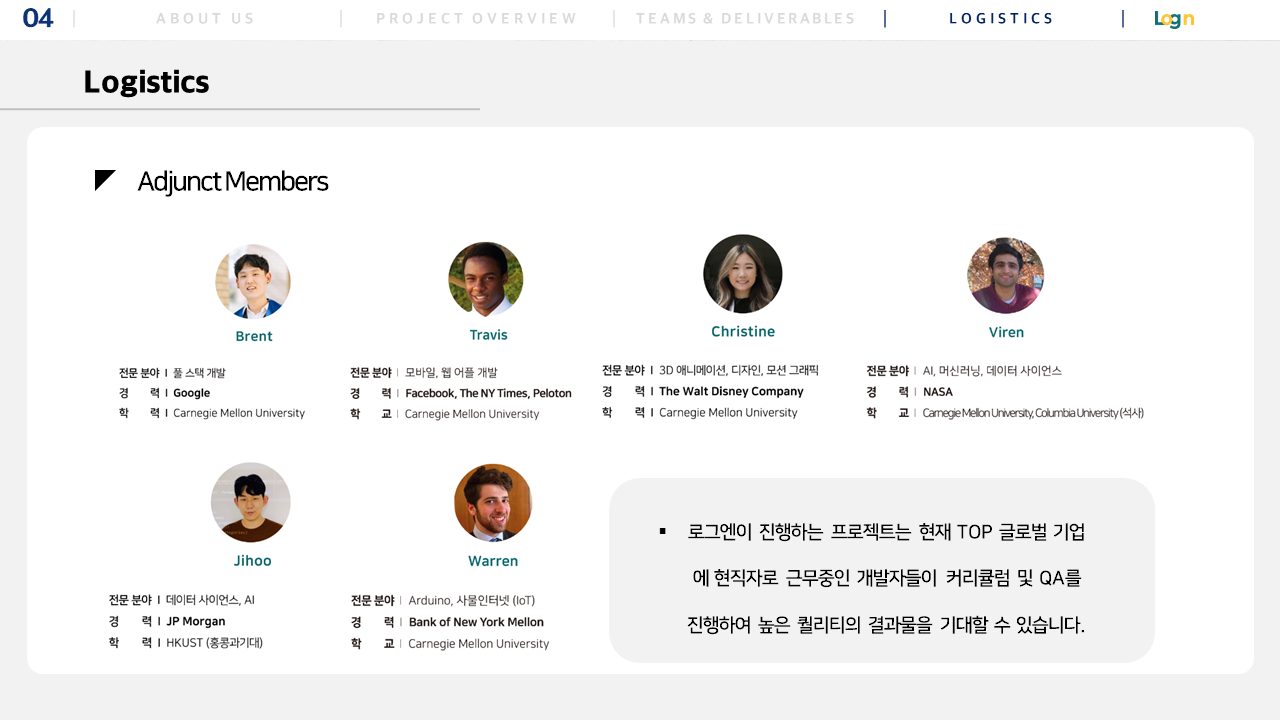 04 ABOUT US PROJECT OVERVIEW TEAMS & DELIVERABLES LOGISTICS Logn
Logistics
Adjunct Members
Brent
전문 분야 | 풀 스택 개발
경 력 | Google
학 력 | Carnegie Mellon University
Travis
전문 분야 | 모바일, 웹 어플 개발
경 력 | Facebook, The NY Times, Peloton
학 교 | Carnegie Mellon University
Christine
전문 분야 | 3D 애니메이션, 디자인, 모션 그래픽
경 력 | The Walt Disney Company
학 력 | Carnegie Mellon University
Viren
전문 분야 | AI, 머신러닝, 데이터 사이언스
경 력 | NASA
학 교 | Carnegie Mellon University, Columbia University (석사)
Jihoo
전문 분야 | 데이터 사이언스, AI
경 력 | JP Morgan
학 력 | HKUST (홍콩과기대)
Warren
전문 분야 | Arduino, 사물인터넷 (IoT)
경 력 | Bank of New York Mellon
학 교 | Carnegie Mellon University
▪ 로그엔이 진행하는 프로젝트는 현재 TOP 글로벌 기업
에 현직자로 근무중인 개발자들이 커리큘럼 및 QA를
진행하여 높은 퀄리티의 결과물을 기대할 수 있습니다.